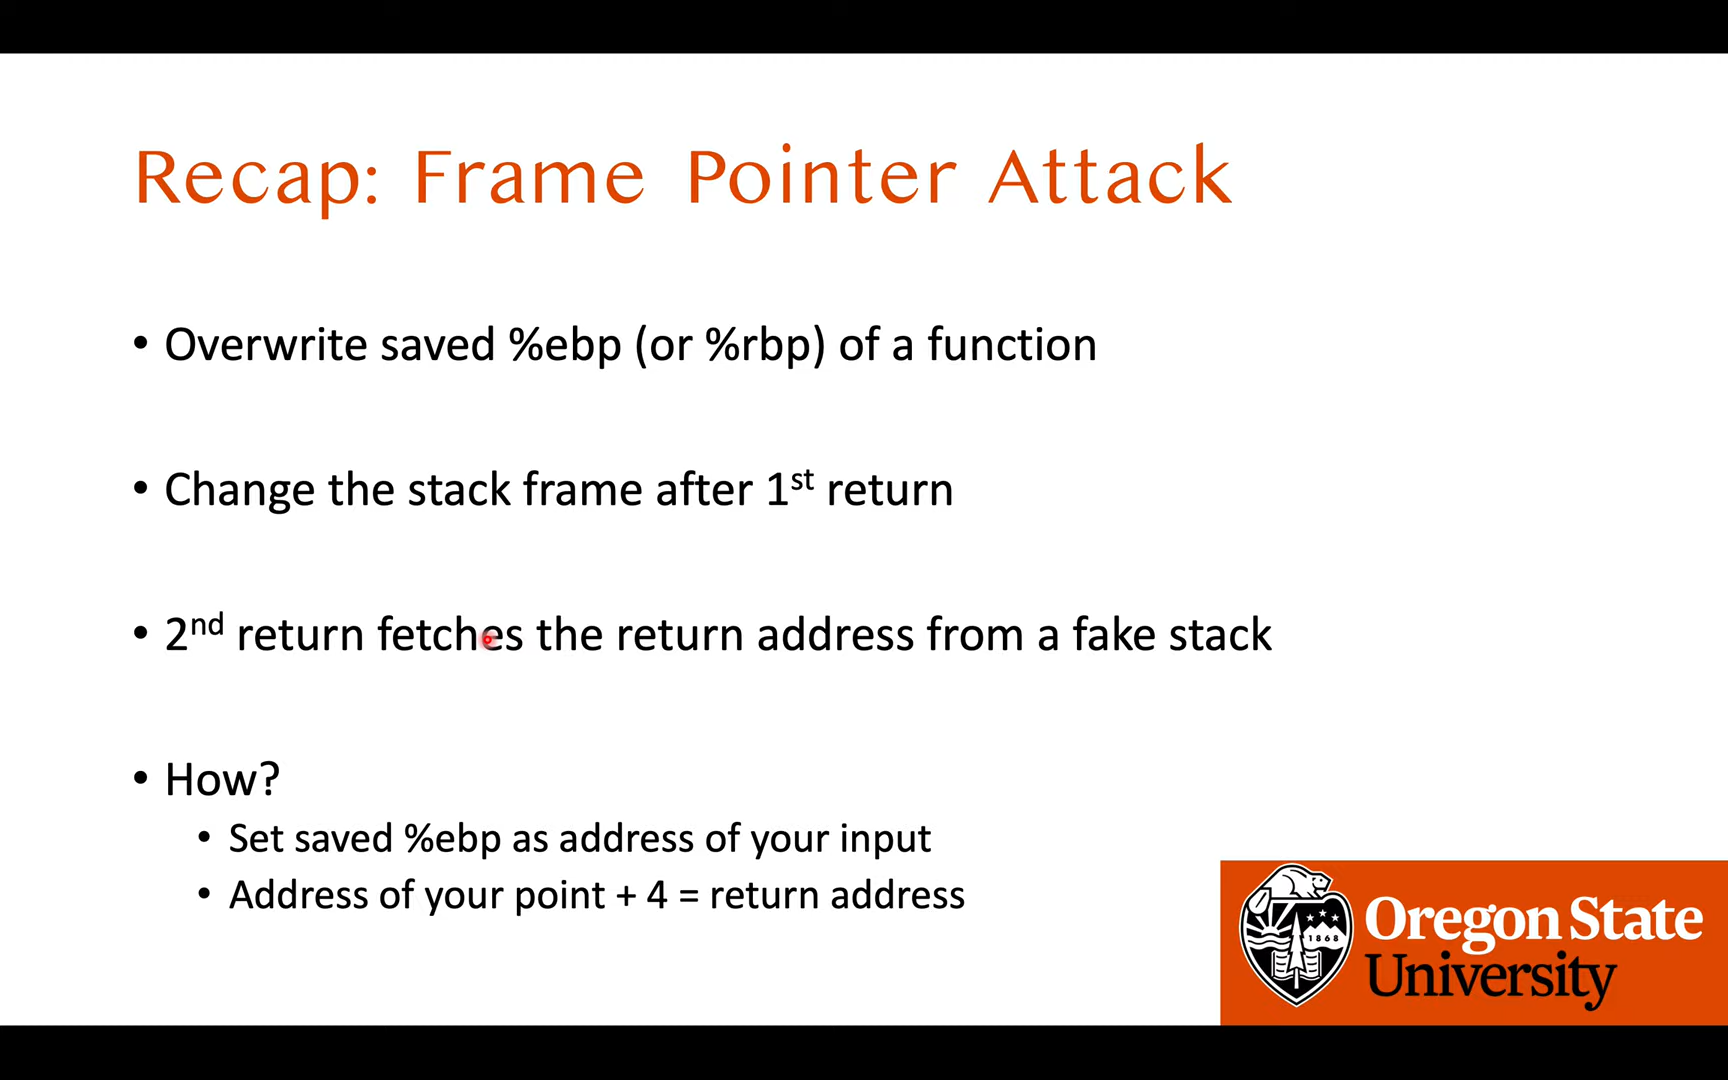 Recap: Frame Pointer Attack
• Overwrite saved %ebp (or %rbp) of a function
• Change the stack frame after 1st return
• 2nd return fetches the return address from a fake stack
• How?
• Set saved %ebp as address of your input
• Address of your point + 4 = return address
1868
Oregon State
University